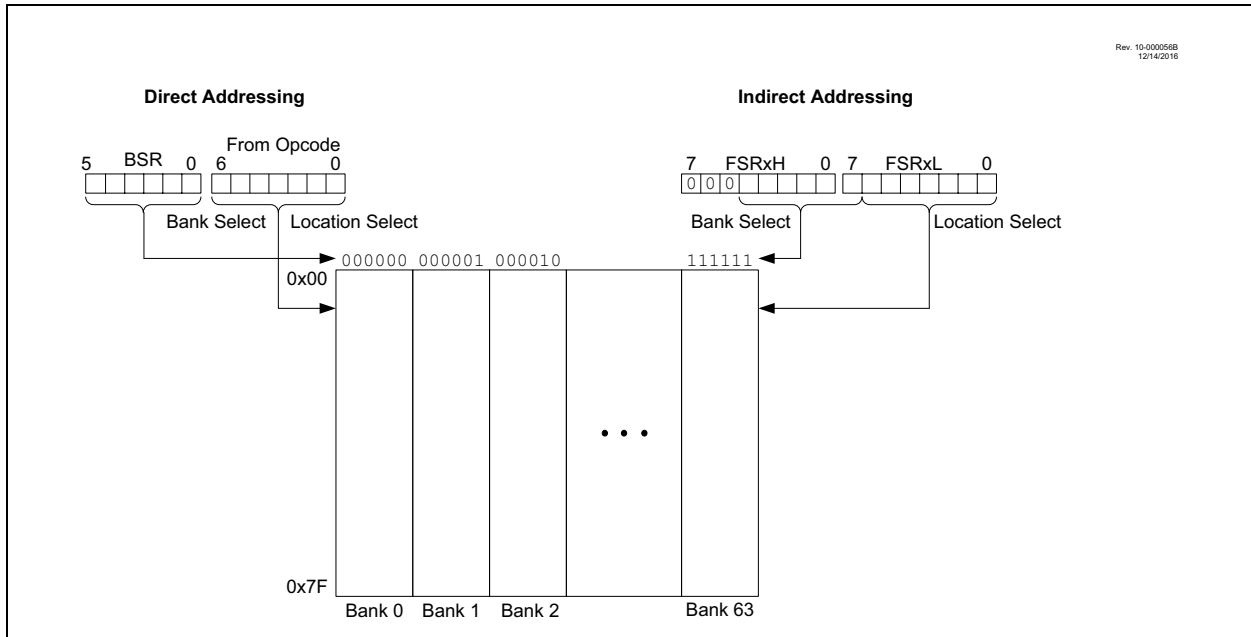 Rev. 10-000056B
12/14/2016
Direct Addressing
Indirect Addressing
From Opcode
5 BSR 0 6 0
7 FSRxH 0 7 FSRxL 0
0 0 0
Bank Select Location Select
Bank Select Location Select
000000 000001 000010 111111
0x00
• • •
0x7F
Bank 0 Bank 1 Bank 2 Bank 63